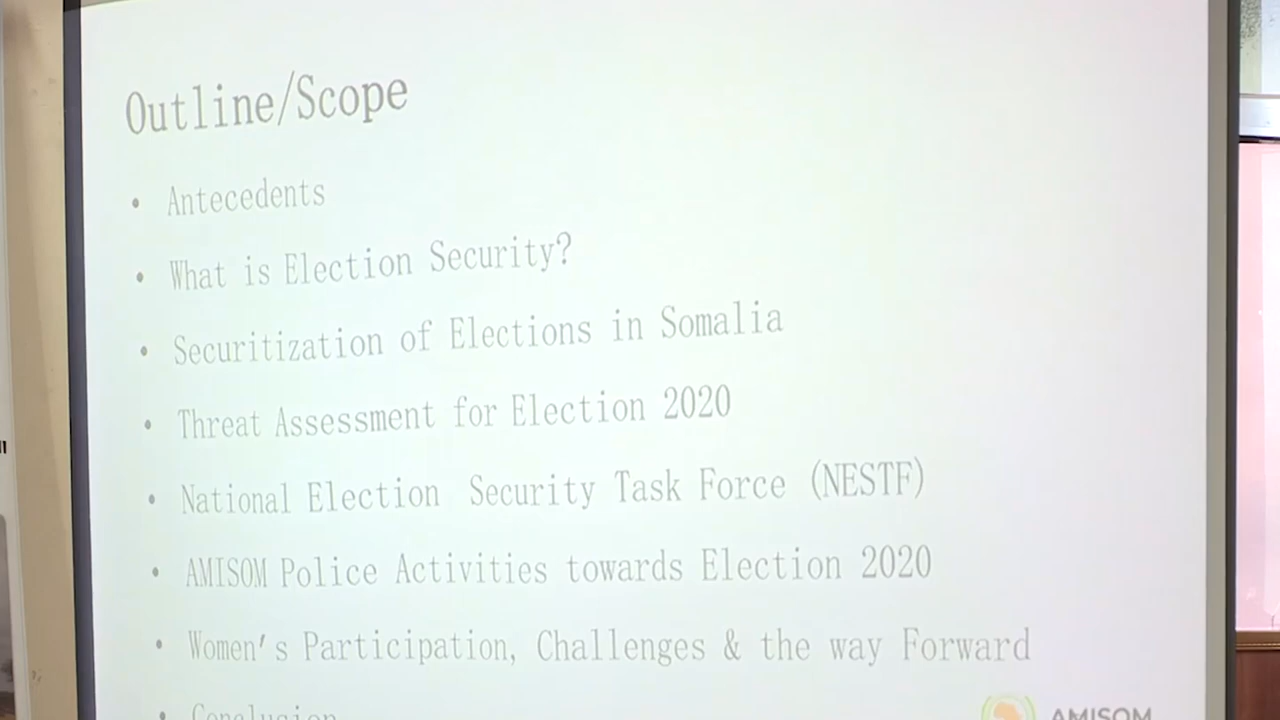 Outline/Scope
• Antecedents
• What is Election Security?
• Securitization of Elections in Somalia
• Threat Assessment for Election 2020
• National Election Security Task Force (NESTF)
• AMISOM Police Activities towards Election 2020
• Women's Participation, Challenges & the way Forward
• Conclusion
AMISOM